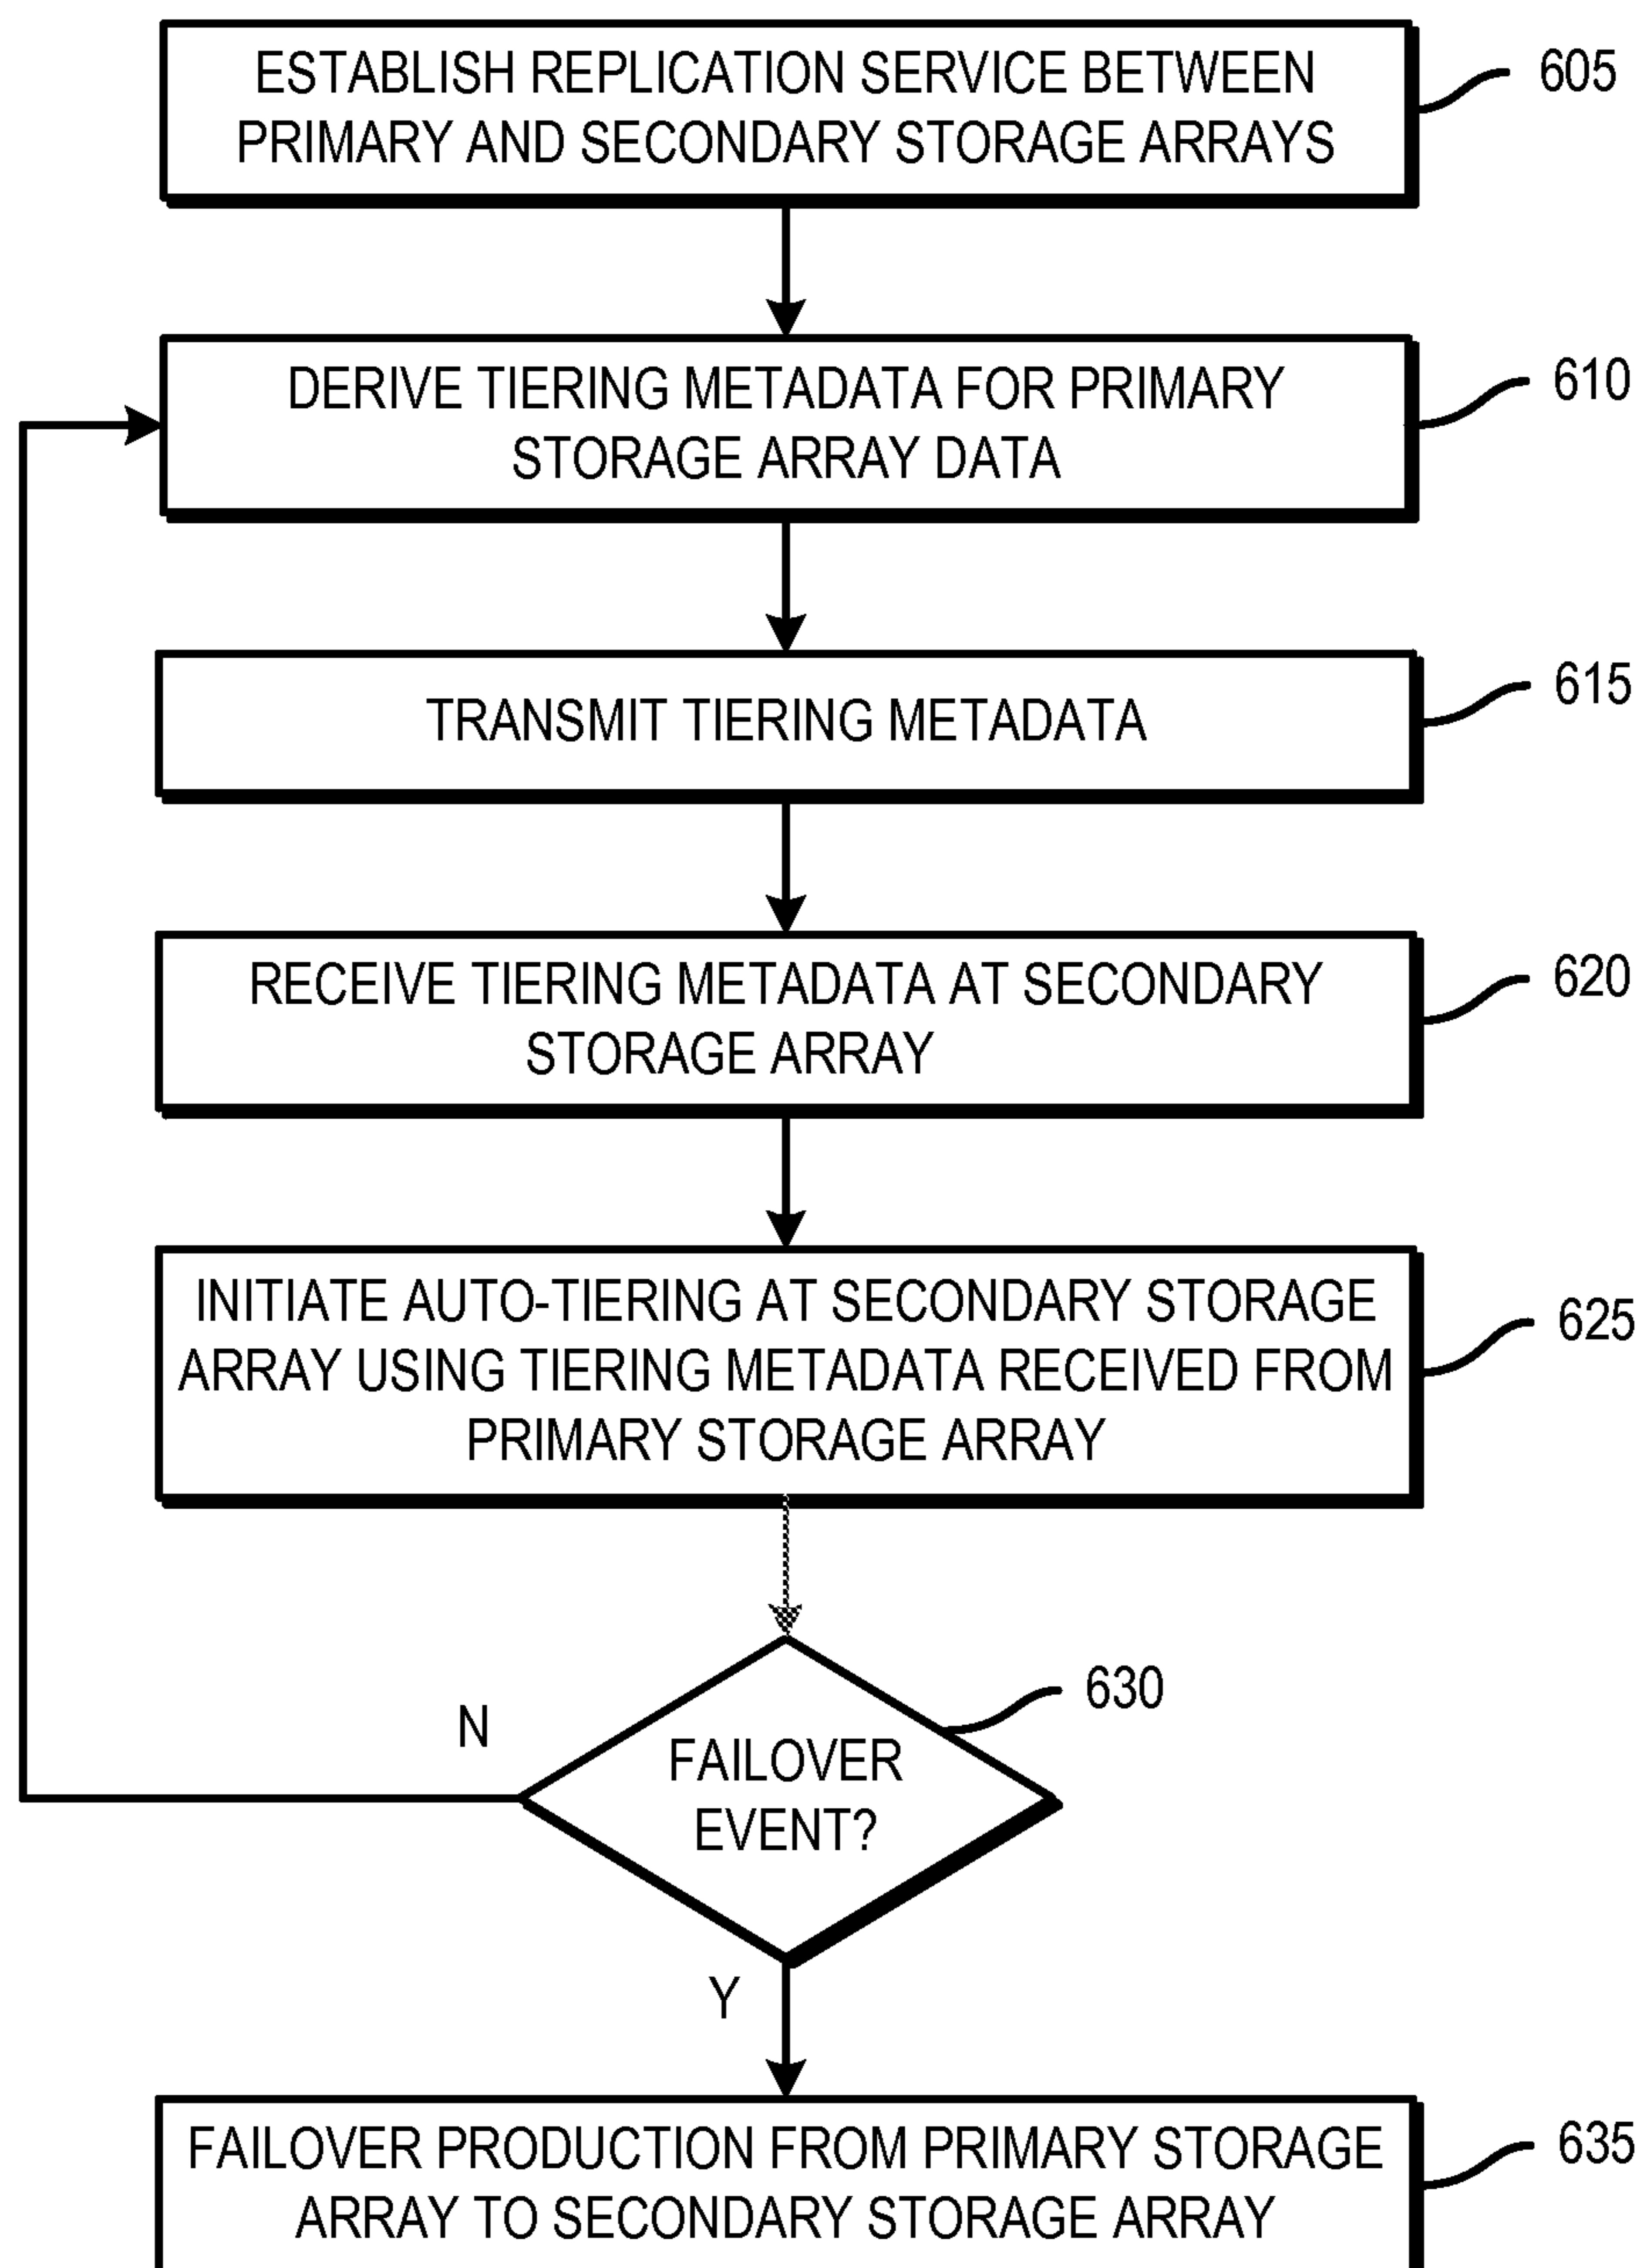 ESTABLISH REPLICATION SERVICE BETWEEN
PRIMARY AND SECONDARY STORAGE ARRAYS
605
DERIVE TIERING METADATA FOR PRIMARY
STORAGE ARRAY DATA
610
TRANSMIT TIERING METADATA
615
RECEIVE TIERING METADATA AT SECONDARY
STORAGE ARRAY
620
INITIATE AUTO-TIERING AT SECONDARY STORAGE
ARRAY USING TIERING METADATA RECEIVED FROM
PRIMARY STORAGE ARRAY
625
FAILOVER
EVENT?
630
N
Y
FAILOVER PRODUCTION FROM PRIMARY STORAGE
ARRAY TO SECONDARY STORAGE ARRAY
635